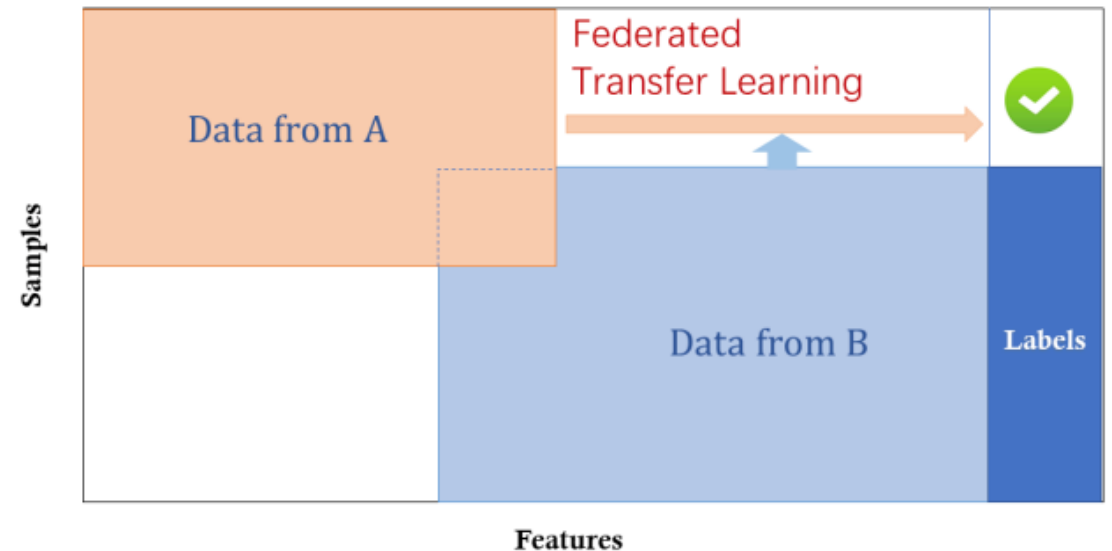 Federated
Transfer Learning
Data from A
Samples
Data from B
Labels
Features